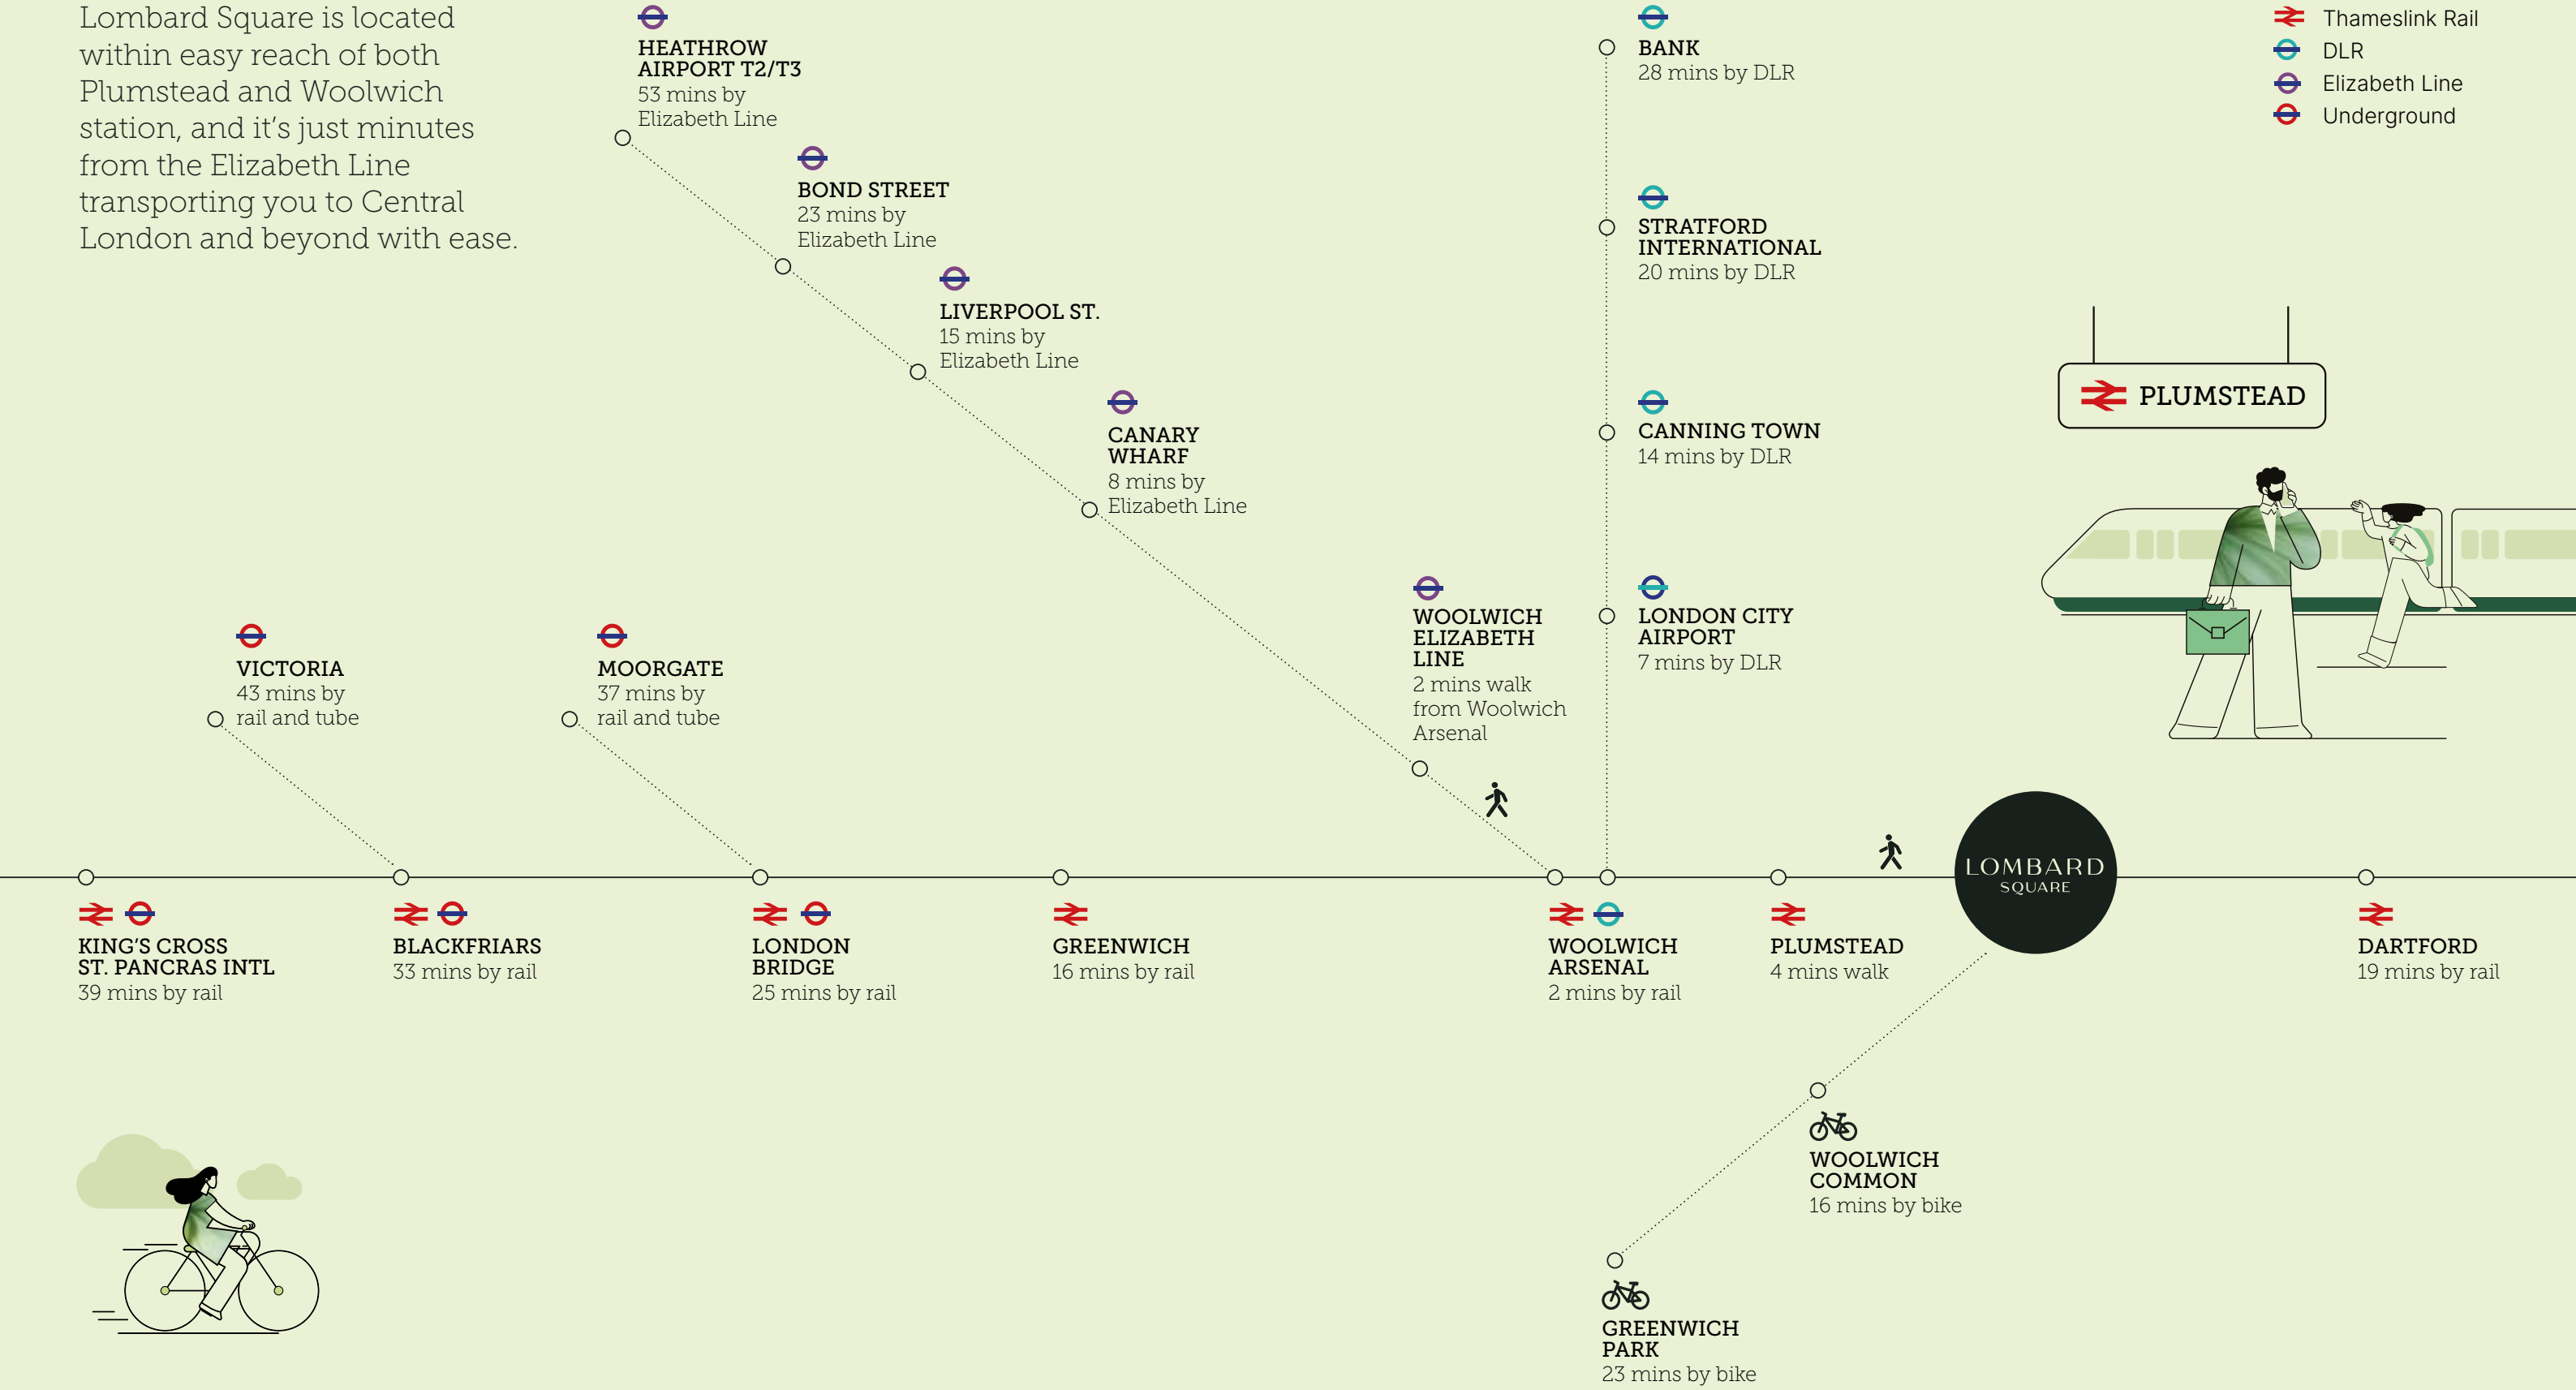 Lombard Square is located
within easy reach of both
Plumstead and Woolwich
station, and it’s just minutes
from the Elizabeth Line
transporting you to Central
London and beyond with ease.
HEATHROW
AIRPORT T2/T3
53 mins by
Elizabeth Line
BOND STREET
23 mins by
Elizabeth Line
LIVERPOOL ST.
15 mins by
Elizabeth Line
CANARY
WHARF
8 mins by
Elizabeth Line
WOOLWICH
ELIZABETH
LINE
2 mins walk
from Woolwich
Arsenal
BANK
28 mins by DLR
STRATFORD
INTERNATIONAL
20 mins by DLR
CANNING TOWN
14 mins by DLR
LONDON CITY
AIRPORT
7 mins by DLR
Thameslink Rail
DLR
Elizabeth Line
Underground
PLUMSTEAD
VICTORIA
43 mins by
rail and tube
MOORGATE
37 mins by
rail and tube
KING’S CROSS
ST. PANCRAS INTL
39 mins by rail
BLACKFRIARS
33 mins by rail
LONDON
BRIDGE
25 mins by rail
GREENWICH
16 mins by rail
WOOLWICH
ARSENAL
2 mins by rail
PLUMSTEAD
4 mins walk
LOMBARD
SQUARE
DARTFORD
19 mins by rail
WOOLWICH
COMMON
16 mins by bike
GREENWICH
PARK
23 mins by bike